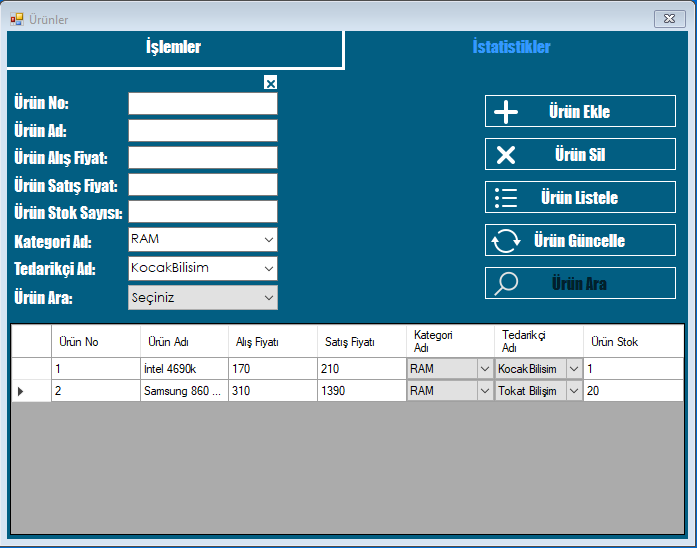 Ürünler
İşlemler
İstatistikler
Ürün No:
Ürün Ad:
Ürün Alış Fiyat:
Ürün Satış Fiyat:
Ürün Stok Sayısı:
Kategori Ad:
RAM
Tedarikçi Ad:
KocakBilisim
Ürün Ara:
Seçiniz
Ürün Ekle
Ürün Sil
Ürün Listele
Ürün Güncelle
Ürün Ara
Ürün No Ürün Adı Alış Fiyatı Satış Fiyatı Kategori Adı Tedarikçi Adı Ürün Stok
1 İntel 4690k 170 210 RAM KocakBilisim 1
2 Samsung 860 ... 310 1390 RAM Tokat Bilişim 20